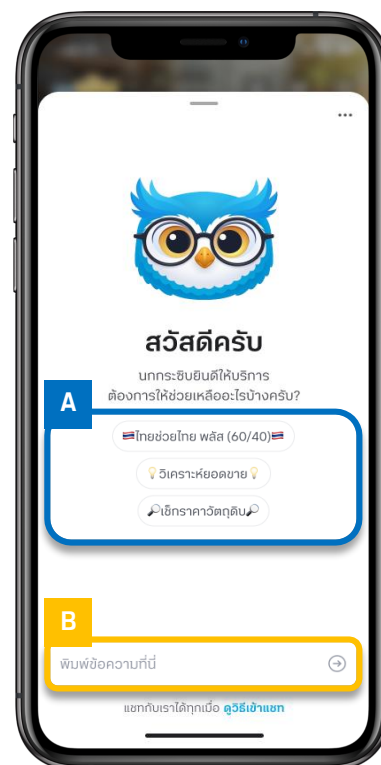 สวัสดีครับ
นกกระซิบยินดีให้บริการ
ต้องการให้ช่วยเหลืออะไรบ้างครับ?
A
🇹🇭ไทยช่วยไทย พลัส (60/40)🇹🇭
💡วิเคราะห์ยอดขาย💡
🔎เช็กราคาวัตถุดิบ🔎
B
พิมพ์ข้อความที่นี่
แชทกับเราได้ทุกเมื่อ ดูวิธีเข้าแชท